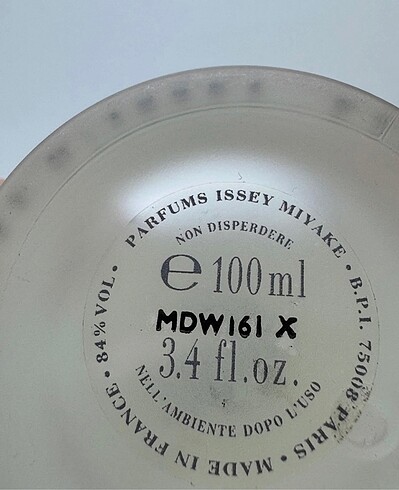 PARFUMS ISSEY MIYAKE • B.P.I. 75008 PARIS • MADE IN FRANCE • 84% VOL •
NON DISPERDERE
e 100 ml
MDW161 X
3.4 fl.oz.
NELL'AMBIENTE DOPO L'USO